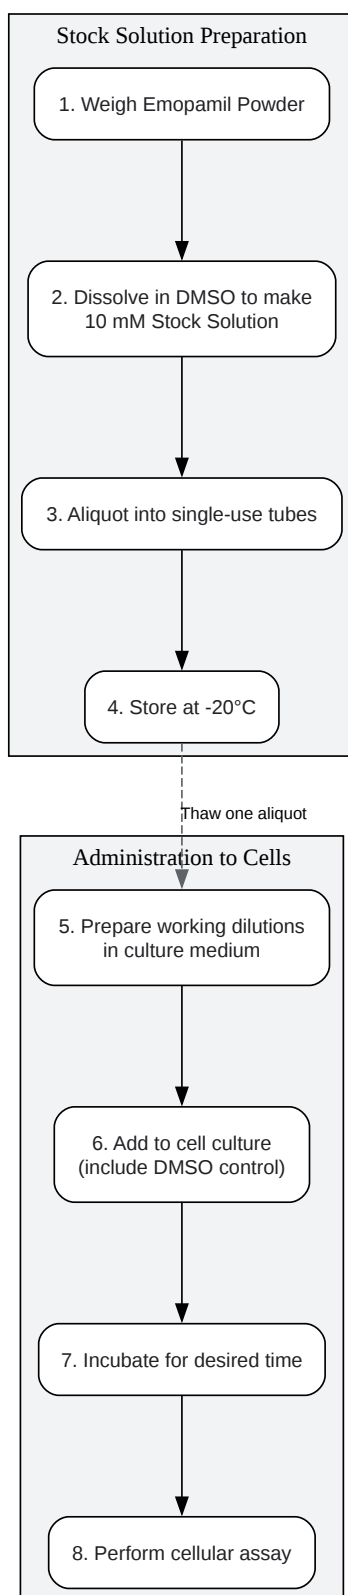 Stock Solution Preparation
1. Weigh Emopamil Powder
2. Dissolve in DMSO to make
10 mM Stock Solution
3. Aliquot into single-use tubes
4. Store at -20°C
Thaw one aliquot
Administration to Cells
5. Prepare working dilutions
in culture medium
6. Add to cell culture
(include DMSO control)
7. Incubate for desired time
8. Perform cellular assay